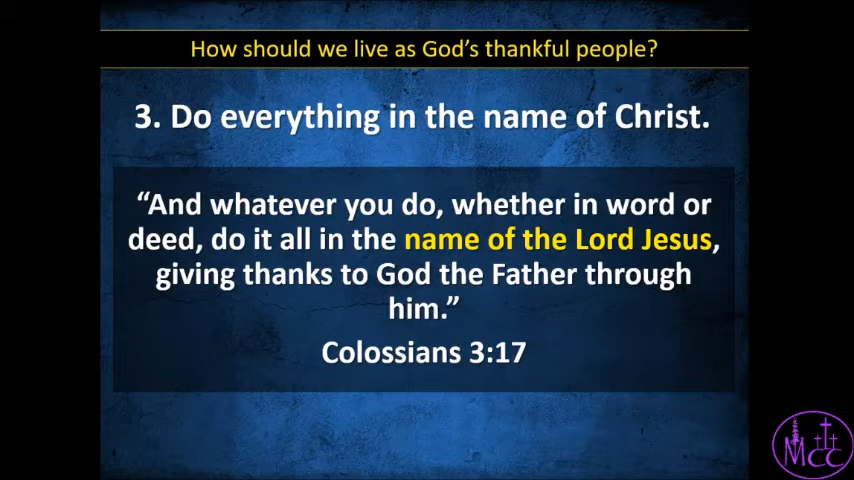 How should we live as God’s thankful people?
3. Do everything in the name of Christ.
“And whatever you do, whether in word or
deed, do it all in the name of the Lord Jesus,
giving thanks to God the Father through
him.”
Colossians 3:17
MCC